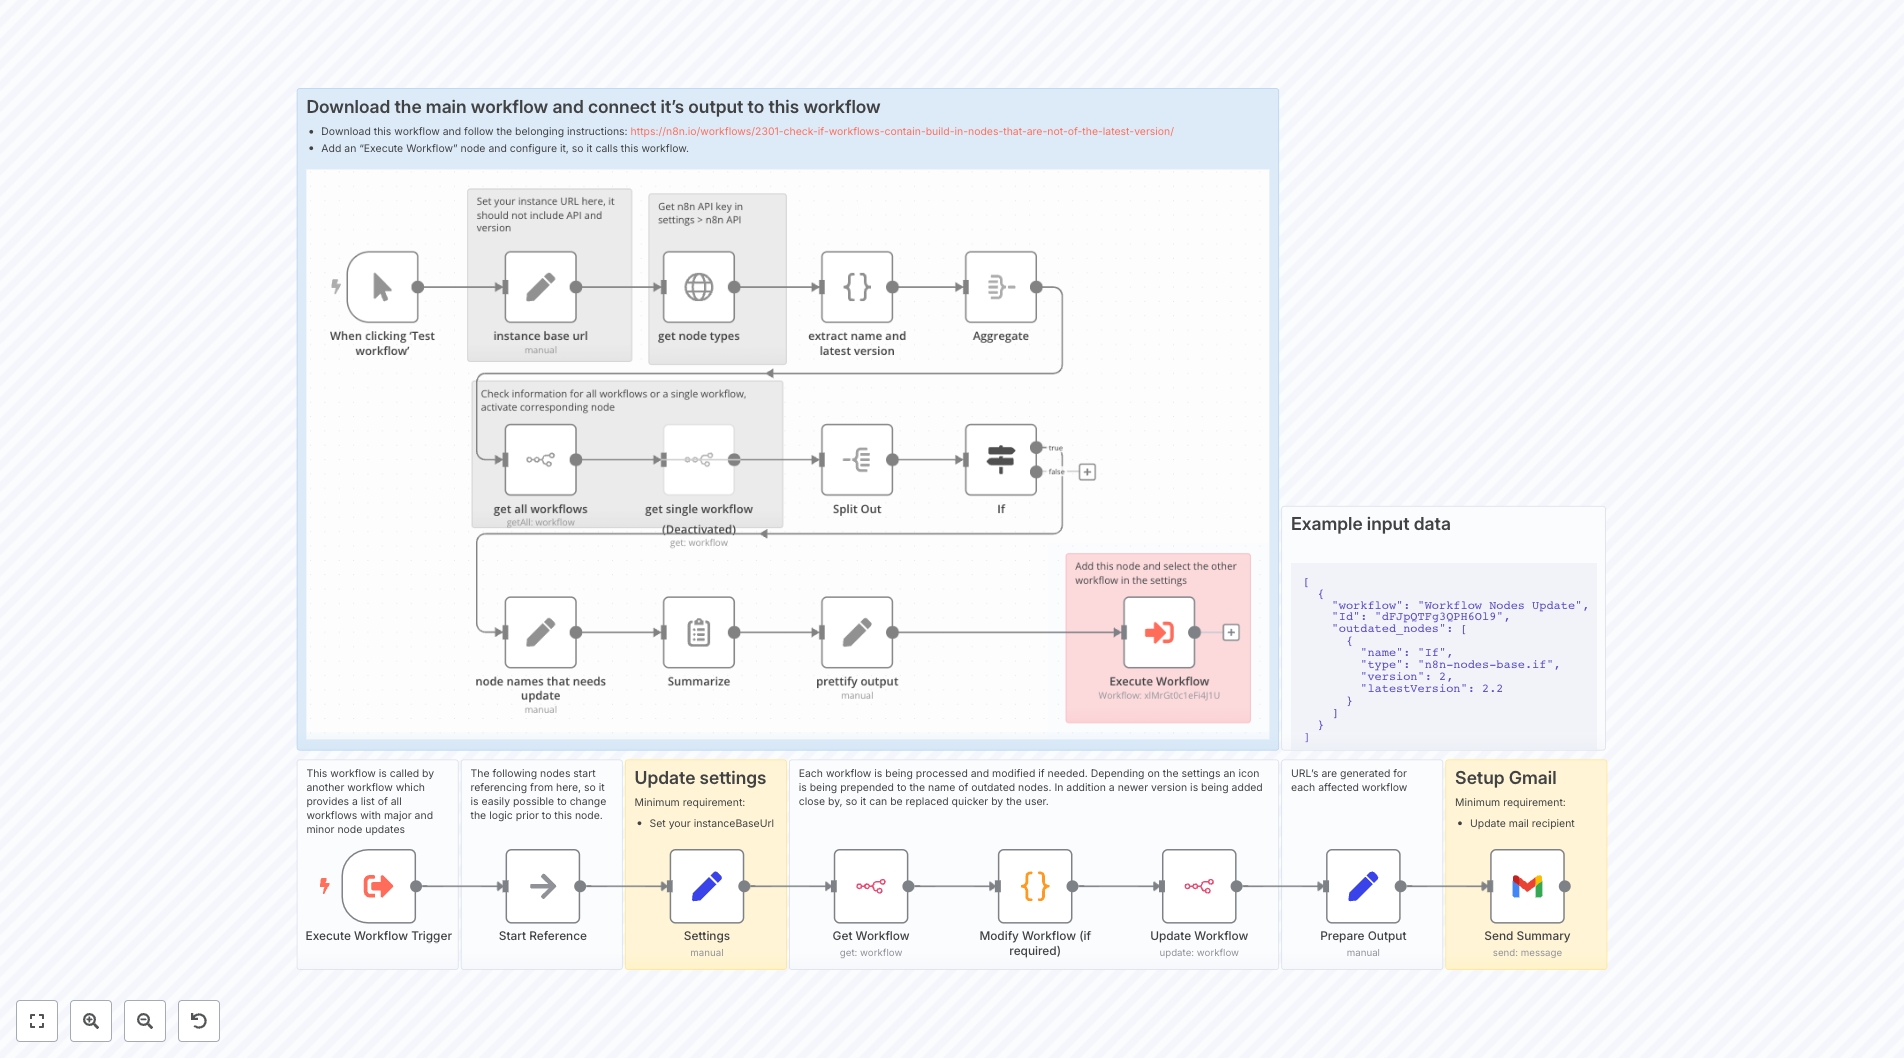 Download the main workflow and connect it’s output to this workflow
• Download this workflow and follow the belonging instructions: https://n8n.io/workflows/2301-check-if-workflows-contain-build-in-nodes-that-are-not-of-the-latest-version/
• Add an “Execute Workflow” node and configure it, so it calls this workflow.
Set your instance URL here, it
should not include API and
version
Get n8n API key in
settings > n8n API
When clicking ‘Test
workflow’
instance base url
manual
get node types
extract name and
latest version
Aggregate
Check information for all workflows or a single workflow,
activate corresponding node
true
false
get all workflows
getAll: workflow
get single workflow
(Deactivated)
get: workflow
Split Out
If
Add this node and select the other
workflow in the settings
node names that needs
update
manual
Summarize
prettify output
manual
Execute Workflow
Workflow: xlMrGt0c1eFi4J1U
Example input data
[
{
"workflow": "Workflow Nodes Update",
"Id": "dFJpQTFg3QPH6Ol9",
"outdated_nodes": [
{
"name": "If",
"type": "n8n-nodes-base.if",
"version": 2,
"latestVersion": 2.2
}
]
}
]
This workflow is called by
another workflow which
provides a list of all
workflows with major and
minor node updates
Execute Workflow Trigger
The following nodes start
referencing from here, so it
is easily possible to change
the logic prior to this node.
Start Reference
Update settings
Minimum requirement:
• Set your instanceBaseUrl
Settings
manual
Each workflow is being processed and modified if needed. Depending on the settings an icon
is being prepended to the name of outdated nodes. In addition a newer version is being added
close by, so it can be replaced quicker by the user.
Get Workflow
get: workflow
Modify Workflow (if
required)
Update Workflow
update: workflow
URL’s are generated for
each affected workflow
Prepare Output
manual
Setup Gmail
Minimum requirement:
• Update mail recipient
Send Summary
send: message